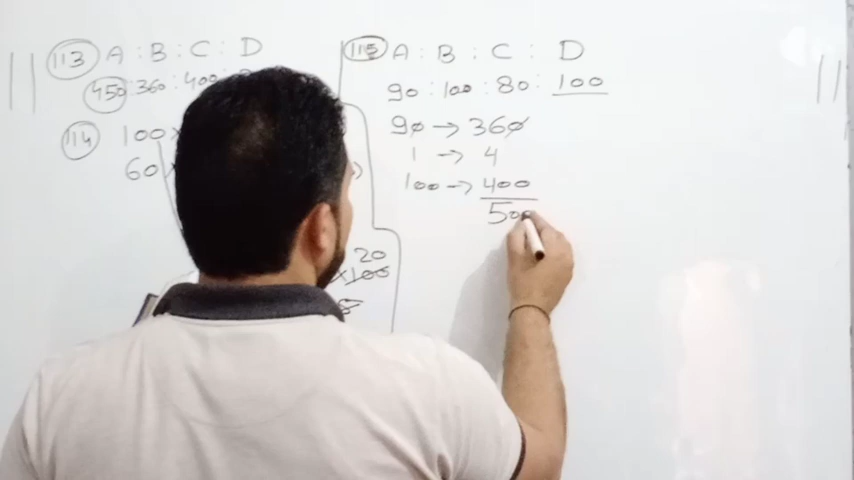 113 A : B : C : D
450 : 360 : 400 :
114 100
60
20
×100
115 A : B : C : D
90 : 100 : 80 : 100
90 → 360
1 → 4
100 → 400
500